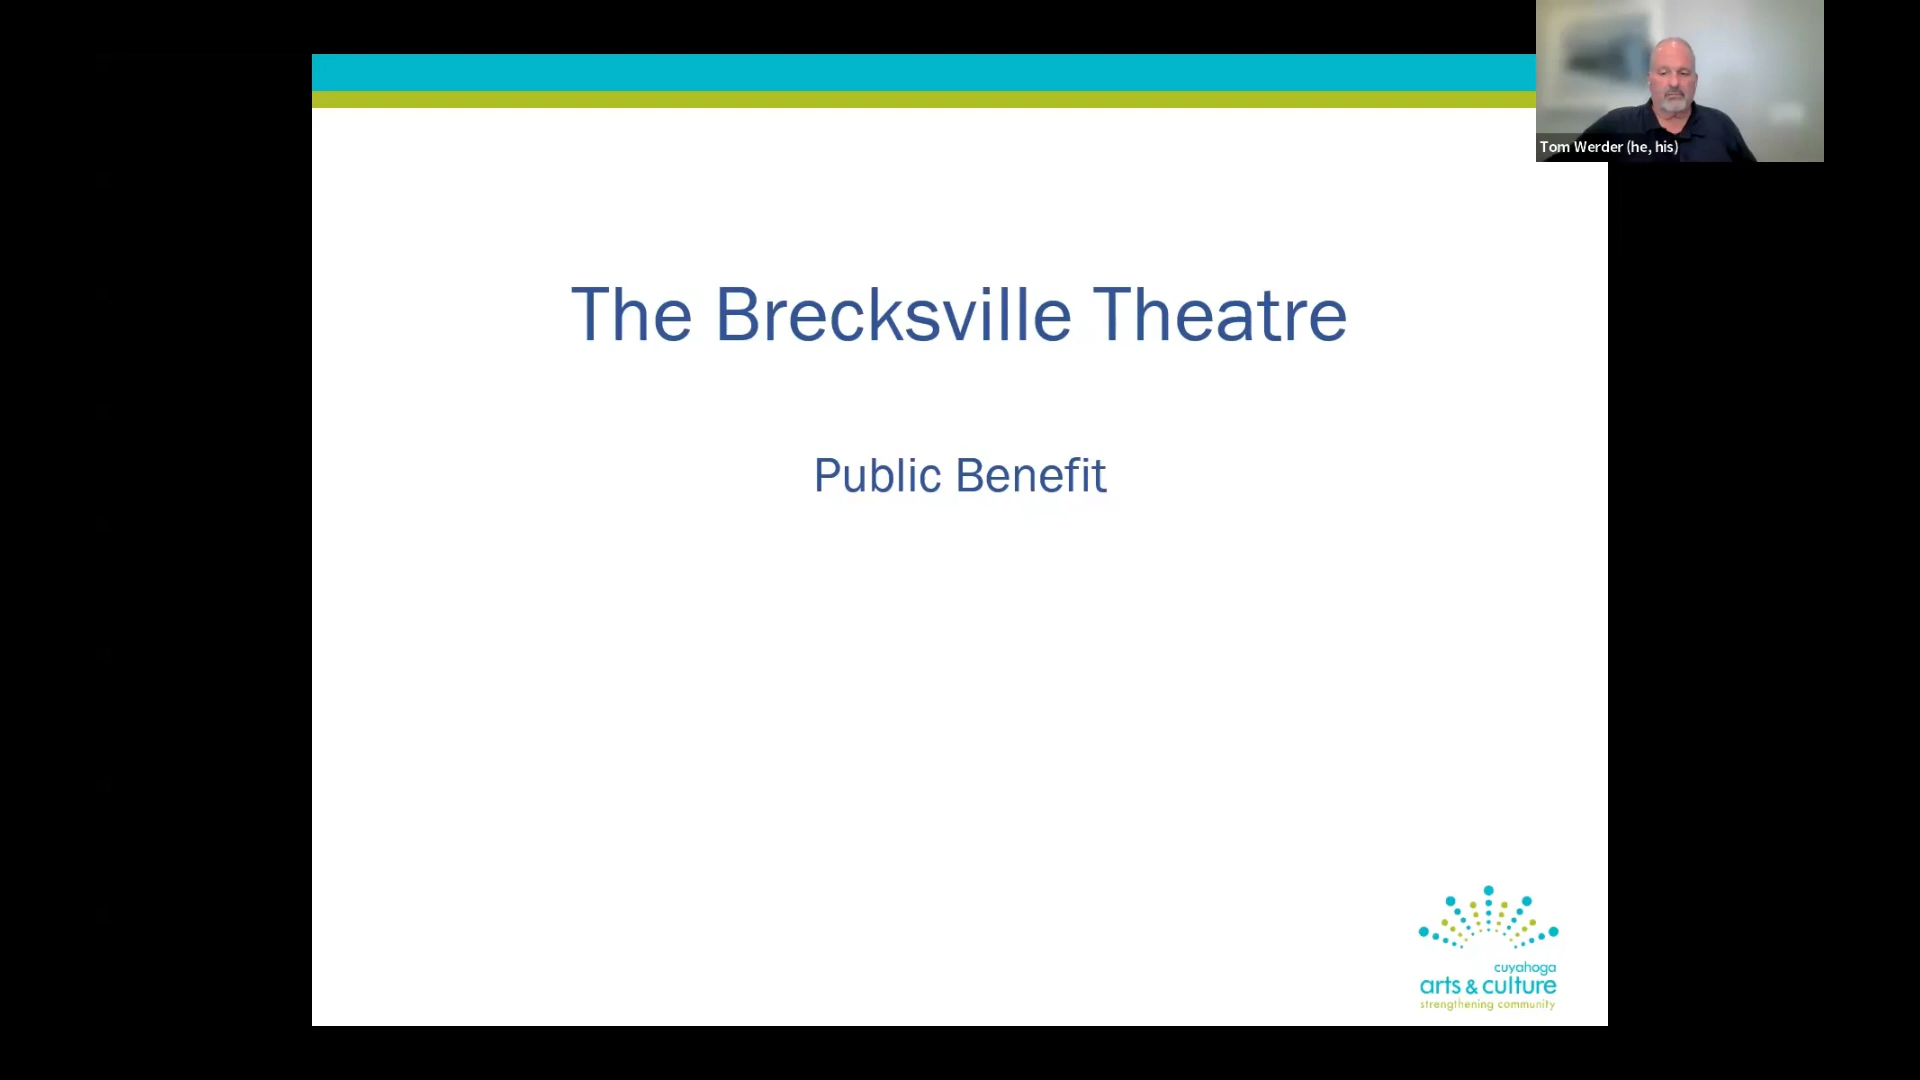 Tom Werder (he, his)
The Brecksville Theatre
Public Benefit
cuyahoga
arts & culture
strengthening community